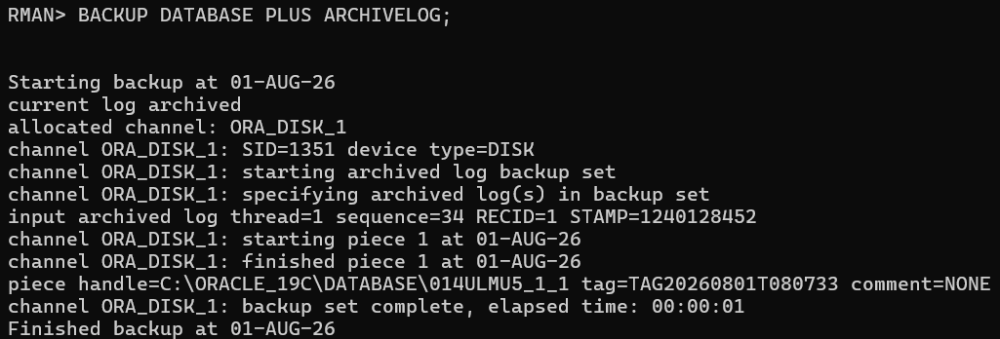 RMAN> BACKUP DATABASE PLUS ARCHIVELOG;
Starting backup at 01-AUG-26
current log archived
allocated channel: ORA_DISK_1
channel ORA_DISK_1: SID=1351 device type=DISK
channel ORA_DISK_1: starting archived log backup set
channel ORA_DISK_1: specifying archived log(s) in backup set
input archived log thread=1 sequence=34 RECID=1 STAMP=1240128452
channel ORA_DISK_1: starting piece 1 at 01-AUG-26
channel ORA_DISK_1: finished piece 1 at 01-AUG-26
piece handle=C:\ORACLE_19C\DATABASE\014ULMU5_1_1 tag=TAG20260801T080733 comment=NONE
channel ORA_DISK_1: backup set complete, elapsed time: 00:00:01
Finished backup at 01-AUG-26